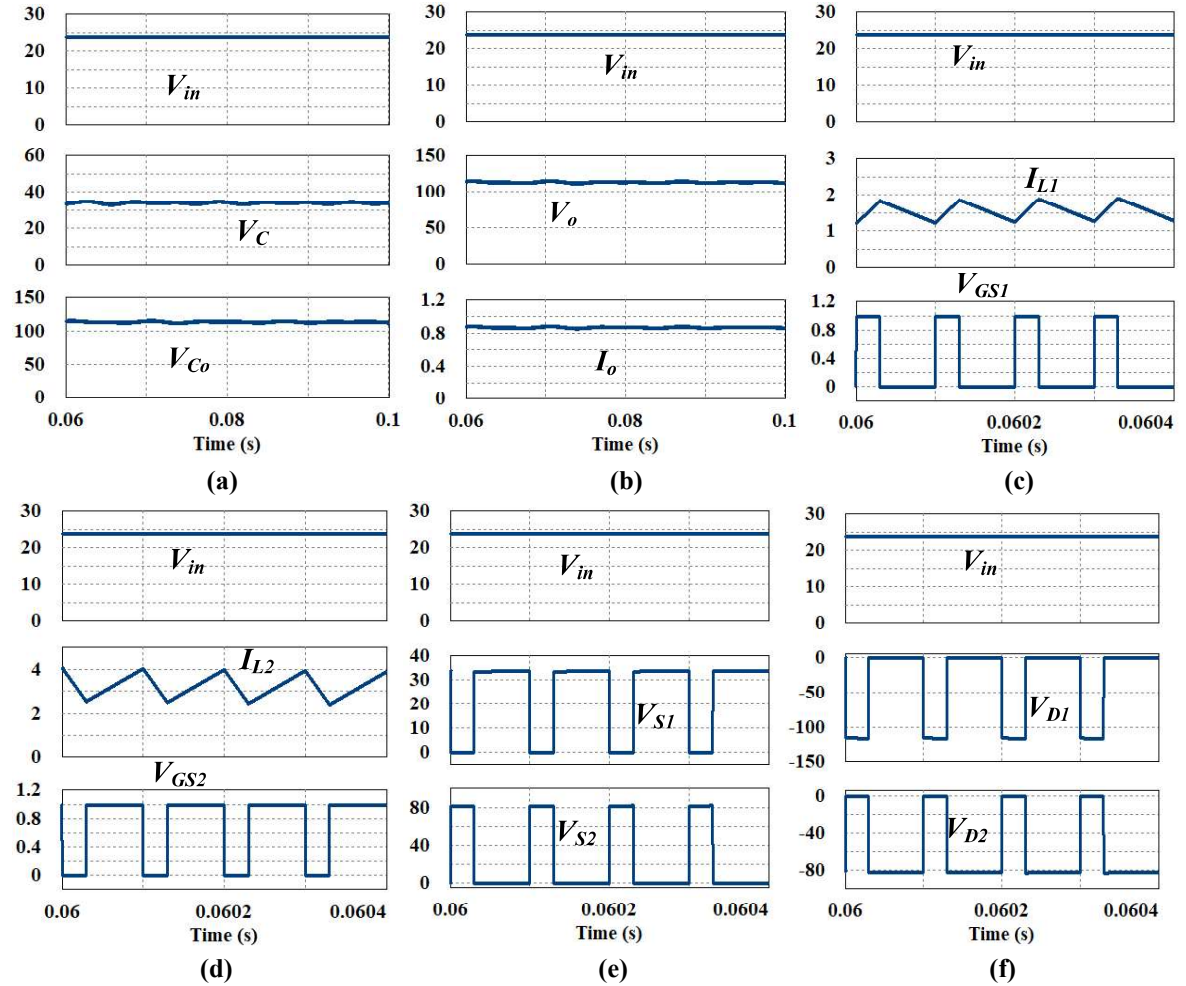 30
20
10
0
V_in
60
40
20
0
V_C
150
100
50
0
V_Co
0.06 0.08 0.1
Time (s)
(a)
30
20
10
0
V_in
150
100
50
0
V_o
1.2
0.8
0.4
0
I_o
0.06 0.08 0.1
Time (s)
(b)
30
20
10
0
V_in
3
2
1
0
I_L1
V_GS1
1.2
0.8
0.4
0
0.06 0.0602 0.0604
Time (s)
(c)
30
20
10
0
V_in
4
2
0
I_L2
V_GS2
1.2
0.8
0.4
0
0.06 0.0602 0.0604
Time (s)
(d)
30
20
10
0
V_in
40
30
20
10
0
V_S1
80
40
0
V_S2
0.06 0.0602 0.0604
Time (s)
(e)
30
20
10
0
V_in
0
-50
-100
-150
V_D1
0
-40
-80
V_D2
0.06 0.0602 0.0604
Time (s)
(f)